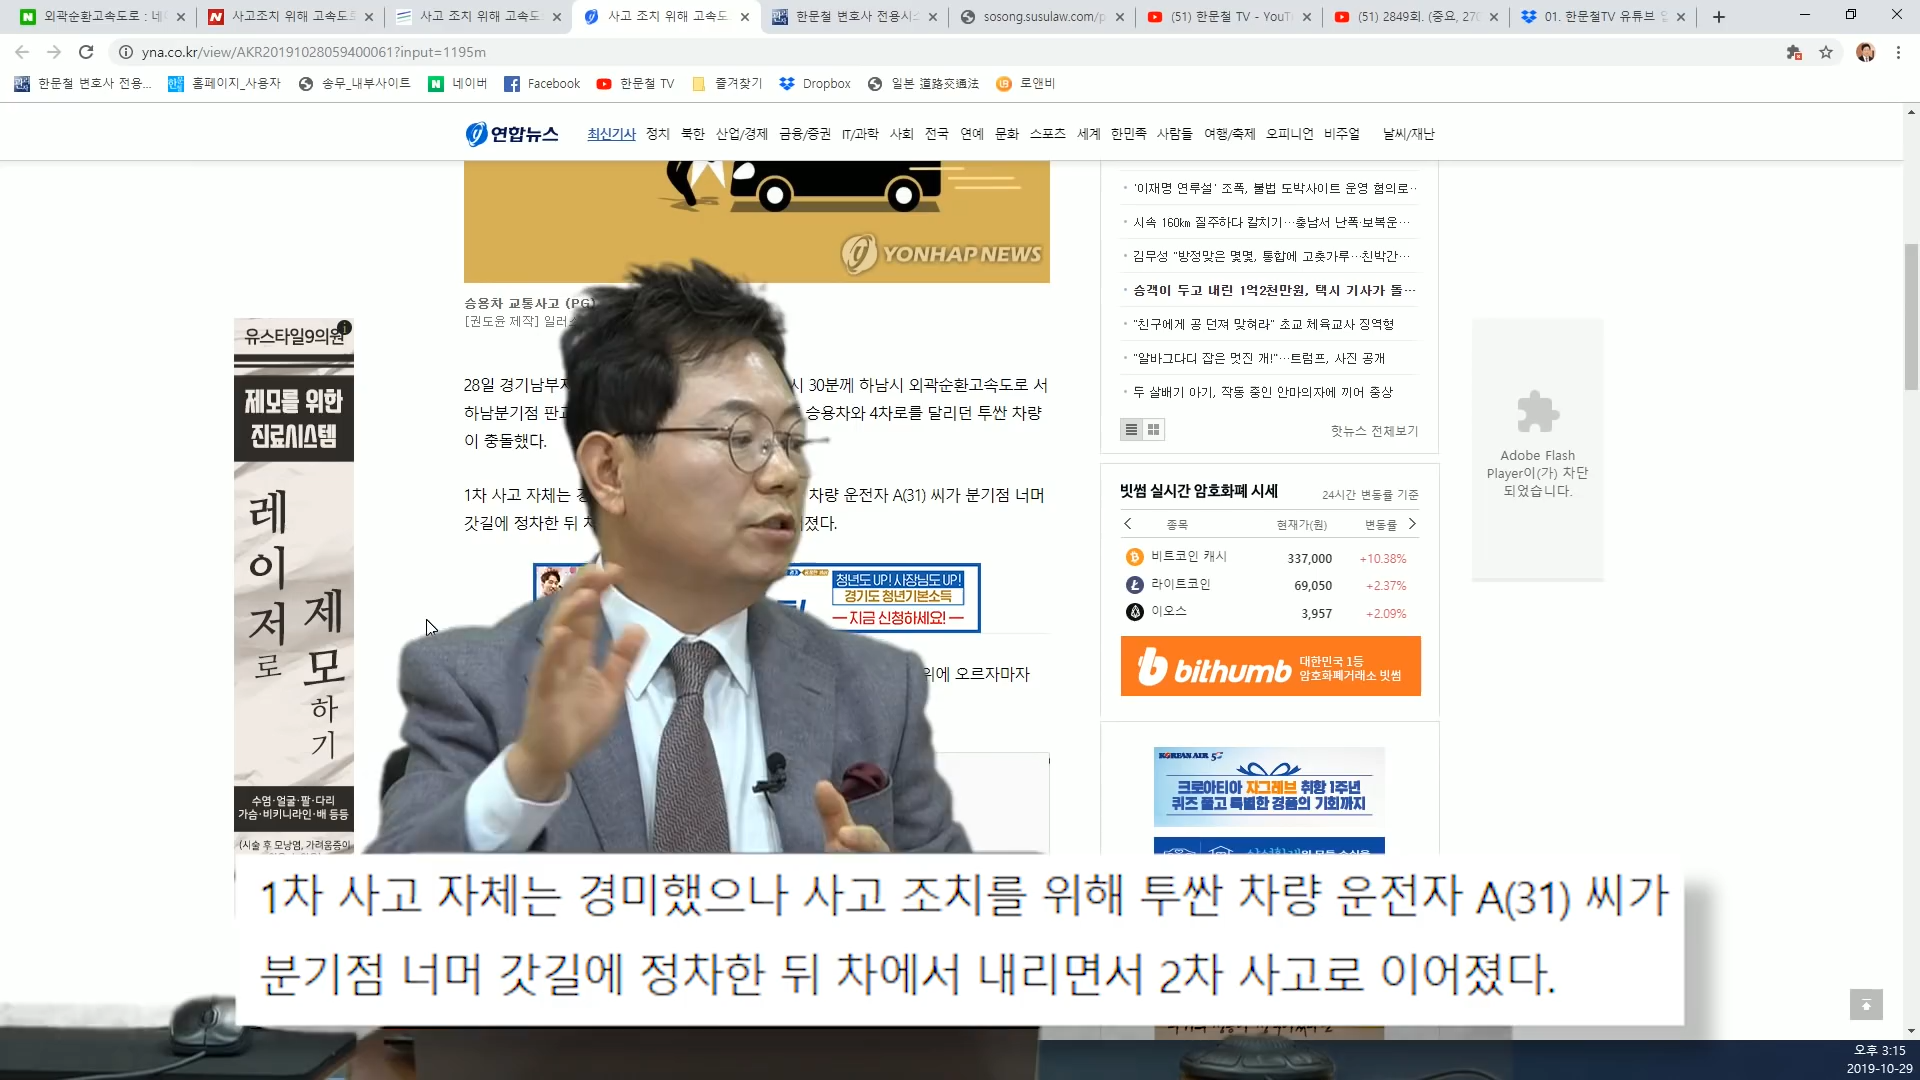 외곽순환고속도로 : 네이
사고조치 위해 고속도로
사고 조치 위해 고속도
사고 조치 위해 고속도
한문철 변호사 전용시스
sosong.susulaw.com/p
(51) 한문철 TV - YouTu
(51) 2849회. (중요, 270
01. 한문철TV 유튜브 업
yna.co.kr/view/AKR20191028059400061?input=1195m
한문철 변호사 전용...
홈페이지_사용자
송무_내부사이트
네이버
Facebook
한문철 TV
즐겨찾기
Dropbox
일본 道路交通法
로앤비
연합뉴스
최신기사 정치 북한 산업/경제 금융/증권 IT/과학 사회 전국 연예 문화 스포츠 세계 한민족 사람들 여행/축제 오피니언 비주얼 날씨/재난
YONHAP NEWS
승용차 교통사고 (PG)
[권도윤 제작] 일러스
28일 경기남부지
시 30분께 하남시 외곽순환고속도로 서
하남분기점 판교
승용차와 4차로를 달리던 투싼 차량
이 충돌했다.
1차 사고 자체는 경
차량 운전자 A(31) 씨가 분기점 너머
갓길에 정차한 뒤 차
졌다.
청년도 UP! 사장님도 UP!
경기도 청년기본소득
지금 신청하세요!
위에 오르자마자
유스타일9의원
제모를 위한
진료시스템
레이저로
제모하기
수염·얼굴·팔·다리
가슴·비키니라인·배 등등
(시술 후 모낭염, 가려움증이
'이재명 연루설' 조폭, 불법 도박사이트 운영 혐의로…
시속 160㎞ 질주하다 칼치기…충남서 난폭·보복운…
김무성 "방정맞은 몇몇, 통합에 고춧가루…친박간…
승객이 두고 내린 1억2천만원, 택시 기사가 돌…
"친구에게 공 던져 맞혀라" 초교 체육교사 징역형
"알바그다디 잡은 멋진 개!"…트럼프, 사진 공개
두 살배기 아기, 작동 중인 안마의자에 끼어 중상
핫뉴스 전체보기
빗썸 실시간 암호화폐 시세
24시간 변동률 기준
종목 현재가(원) 변동률
비트코인 캐시 337,000 +10.38%
라이트코인 69,050 +2.37%
이오스 3,957 +2.09%
bithumb
대한민국 1등
암호화폐거래소 빗썸
KOREAN AIR
크로아티아 자그레브 취항 1주년
퀴즈 풀고 특별한 경품의 기회까지
Adobe Flash
Player이(가) 차단
되었습니다.
1차 사고 자체는 경미했으나 사고 조치를 위해 투싼 차량 운전자 A(31) 씨가
분기점 너머 갓길에 정차한 뒤 차에서 내리면서 2차 사고로 이어졌다.
오후 3:15
2019-10-29